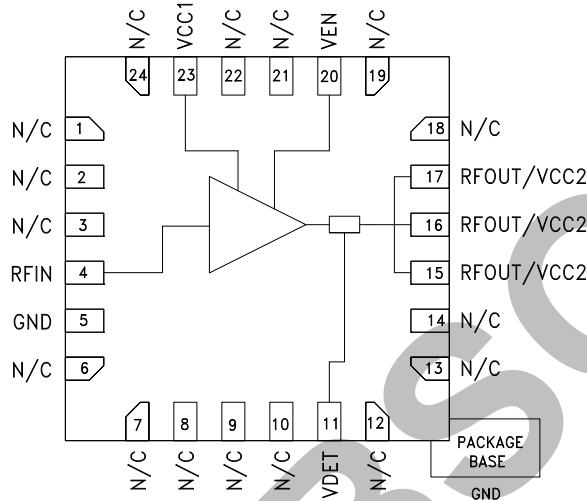 N/C
VCC1
N/C
N/C
VEN
N/C
24
23
22
21
20
19
N/C 1
N/C 2
N/C 3
RFIN 4
GND 5
N/C 6
18 N/C
17 RFOUT/VCC2
16 RFOUT/VCC2
15 RFOUT/VCC2
14 N/C
13 N/C
7
8
9
10
11
12
N/C
N/C
N/C
N/C
VDET
N/C
PACKAGE
BASE
GND